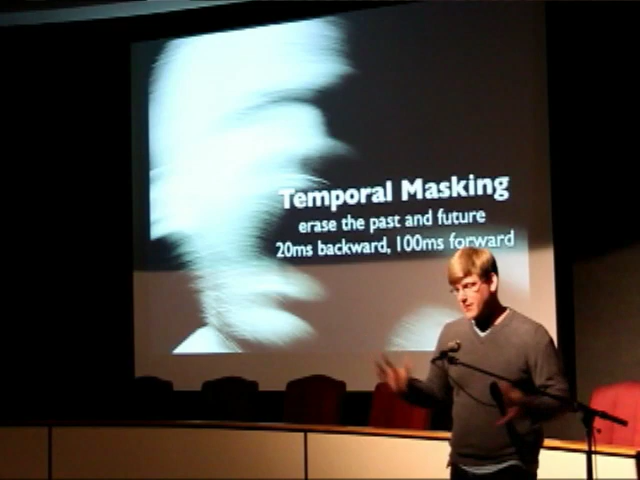 Temporal Masking
erase the past and future
20ms backward, 100ms forward